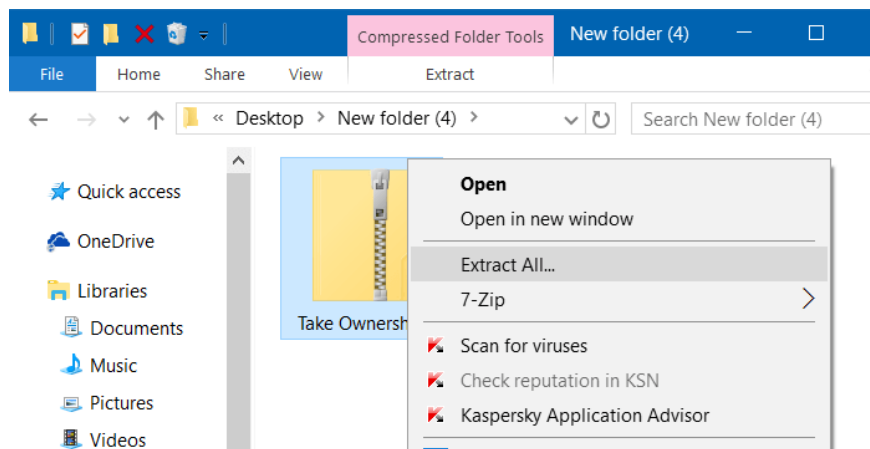 Compressed Folder Tools
New folder (4)
File
Home
Share
View
Extract
« Desktop > New folder (4) >
Search New folder (4)
Quick access
OneDrive
Libraries
Documents
Music
Pictures
Videos
Take Ownersh
Open
Open in new window
Extract All...
7-Zip
Scan for viruses
Check reputation in KSN
Kaspersky Application Advisor